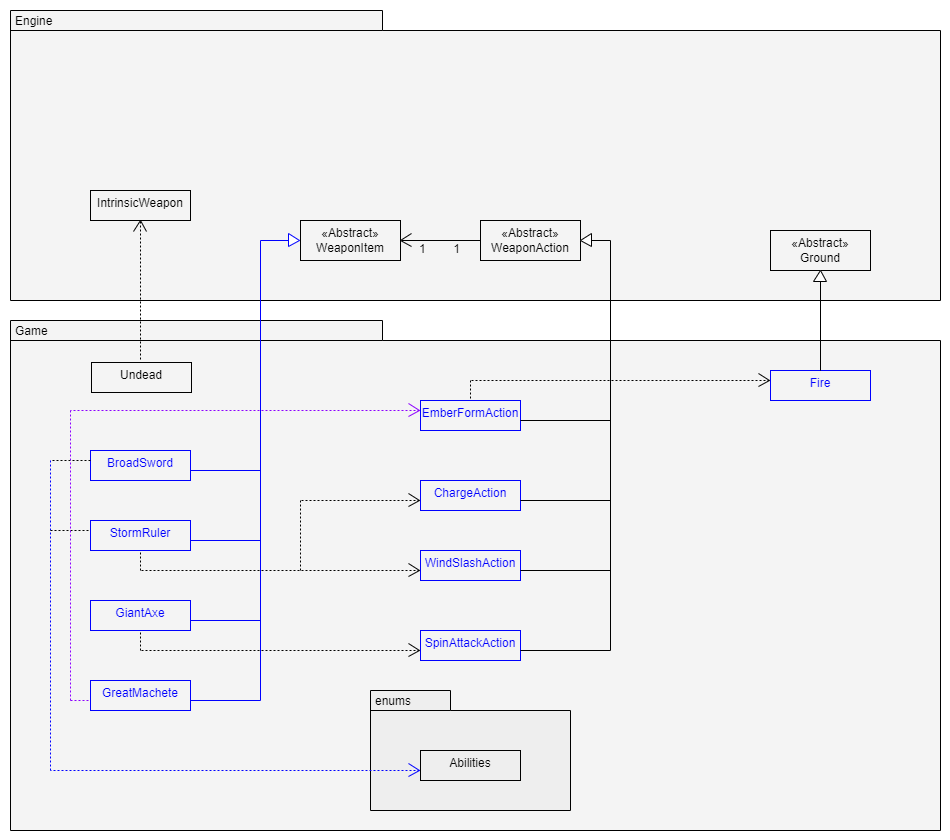 Engine
IntrinsicWeapon
«Abstract»
WeaponItem
1
1
«Abstract»
WeaponAction
«Abstract»
Ground
Game
Undead
Fire
EmberFormAction
BroadSword
ChargeAction
StormRuler
WindSlashAction
GiantAxe
SpinAttackAction
GreatMachete
enums
Abilities